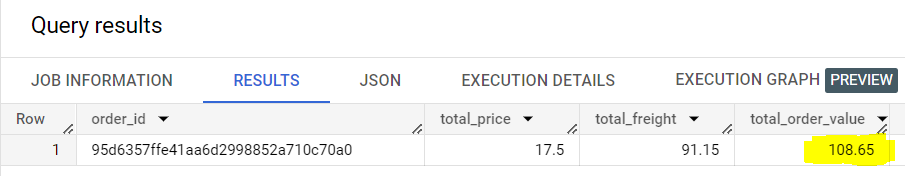 Query results
JOB INFORMATION RESULTS JSON EXECUTION DETAILS EXECUTION GRAPH PREVIEW
Row order_id total_price total_freight total_order_value
1 95d6357ffe41aa6d2998852a710c70a0 17.5 91.15 108.65